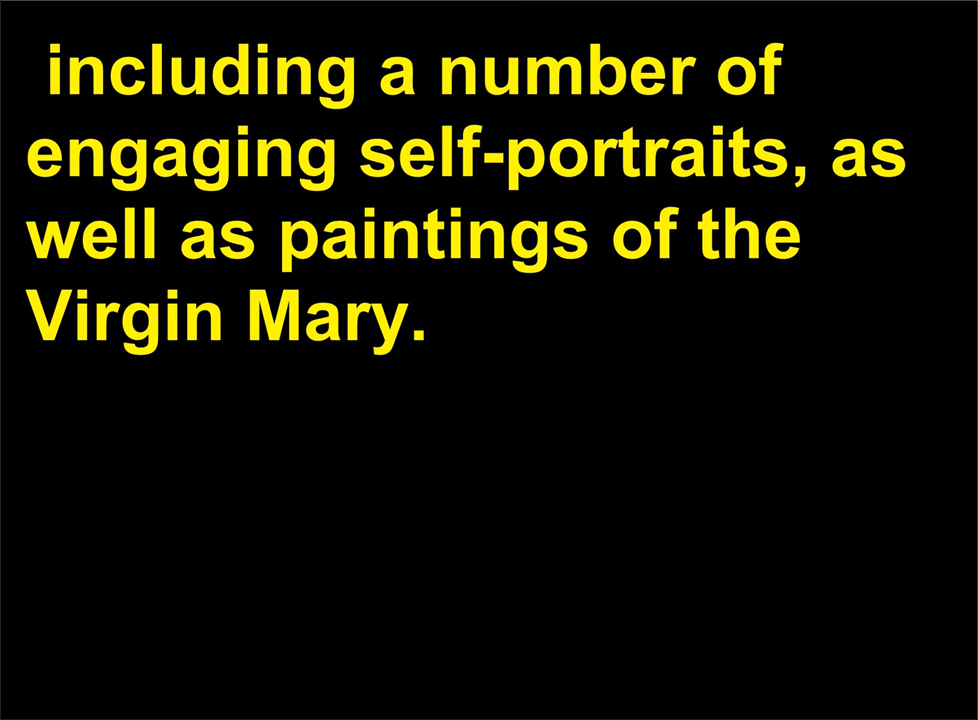 including a number of
engaging self-portraits, as
well as paintings of the
Virgin Mary.